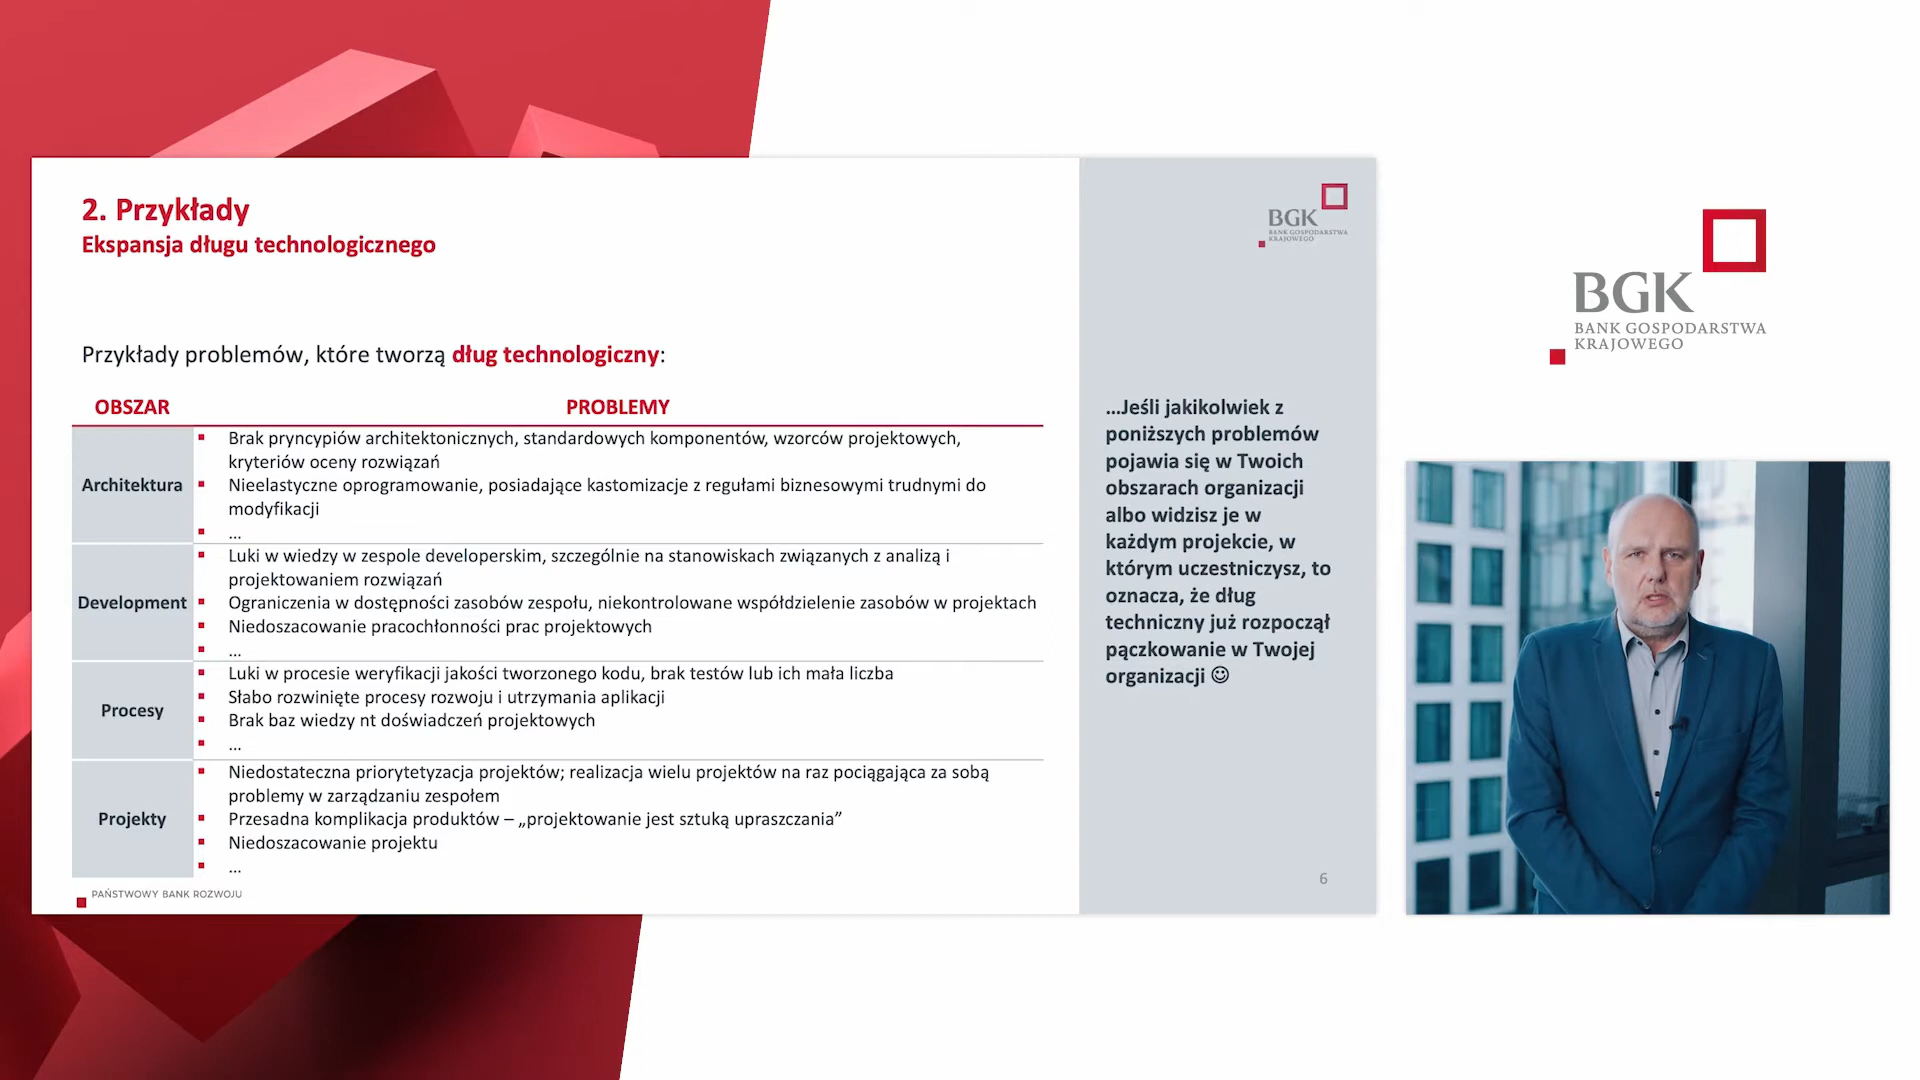 2. Przykłady
Ekspansja długu technologicznego
Przykłady problemów, które tworzą dług technologiczny:
OBSZAR
PROBLEMY
Architektura
Brak pryncypiów architektonicznych, standardowych komponentów, wzorców projektowych,
kryteriów oceny rozwiązań
Nieelastyczne oprogramowanie, posiadające kastomizacje z regułami biznesowymi trudnymi do
modyfikacji
...
Development
Luki w wiedzy w zespole developerskim, szczególnie na stanowiskach związanych z analizą i
projektowaniem rozwiązań
Ograniczenia w dostępności zasobów zespołu, niekontrolowane współdzielenie zasobów w projektach
Niedoszacowanie pracochłonności prac projektowych
...
Procesy
Luki w procesie weryfikacji jakości tworzonego kodu, brak testów lub ich mała liczba
Słabo rozwinięte procesy rozwoju i utrzymania aplikacji
Brak baz wiedzy nt doświadczeń projektowych
...
Projekty
Niedostateczna priorytetyzacja projektów; realizacja wielu projektów na raz pociągająca za sobą
problemy w zarządzaniu zespołem
Przesadna komplikacja produktów – „projektowanie jest sztuką upraszczania”
Niedoszacowanie projektu
...
PAŃSTWOWY BANK ROZWOJU
BGK
BANK GOSPODARSTWA
KRAJOWEGO
...Jeśli jakikolwiek z
poniższych problemów
pojawia się w Twoich
obszarach organizacji
albo widzisz je w
każdym projekcie, w
którym uczestniczysz, to
oznacza, że dług
techniczny już rozpoczął
pączkowanie w Twojej
organizacji ☺
6
BGK
BANK GOSPODARSTWA
KRAJOWEGO